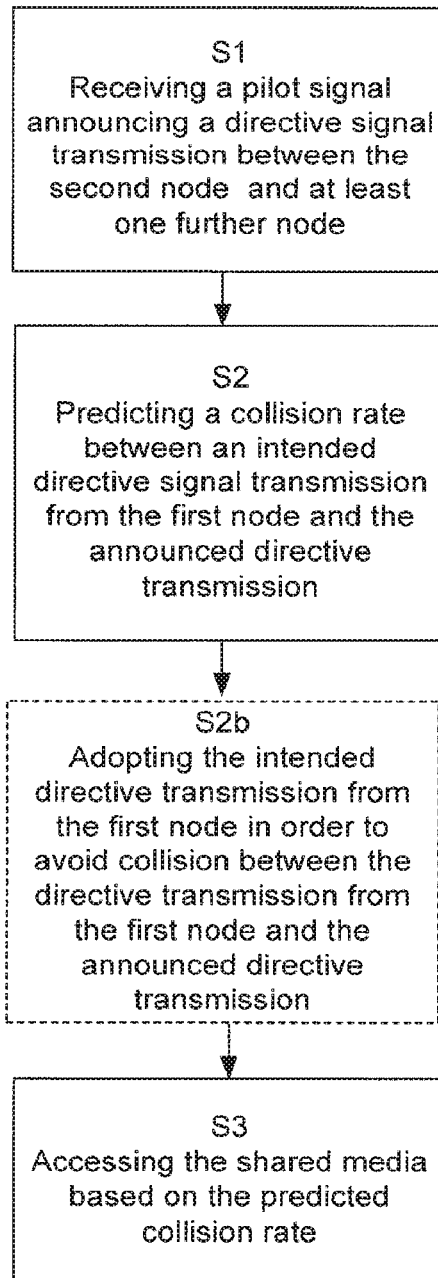 S1
Receiving a pilot signal
announcing a directive signal
transmission between the
second node and at least
one further node
S2
Predicting a collision rate
between an intended
directive signal transmission
from the first node and the
announced directive
transmission
S2b
Adopting the intended
directive transmission from
the first node in order to
avoid collision between the
directive transmission from
the first node and the
announced directive
transmission
S3
Accessing the shared media
based on the predicted
collision rate